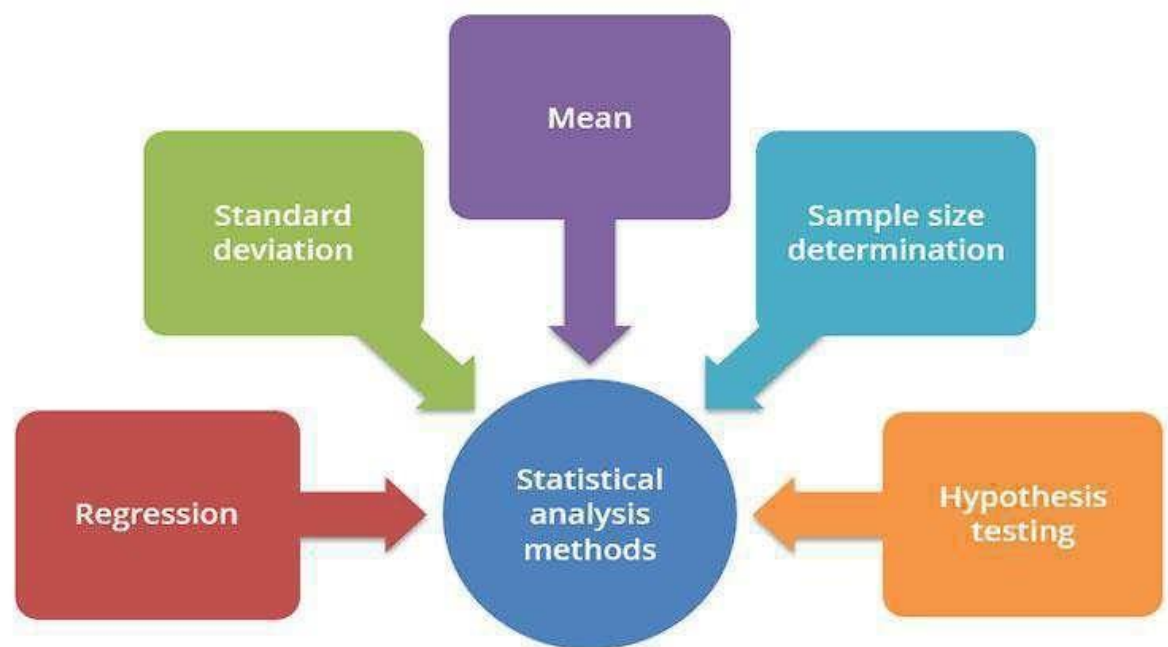 Mean
Standard
deviation
Sample size
determination
Regression
Statistical
analysis
methods
Hypothesis
testing